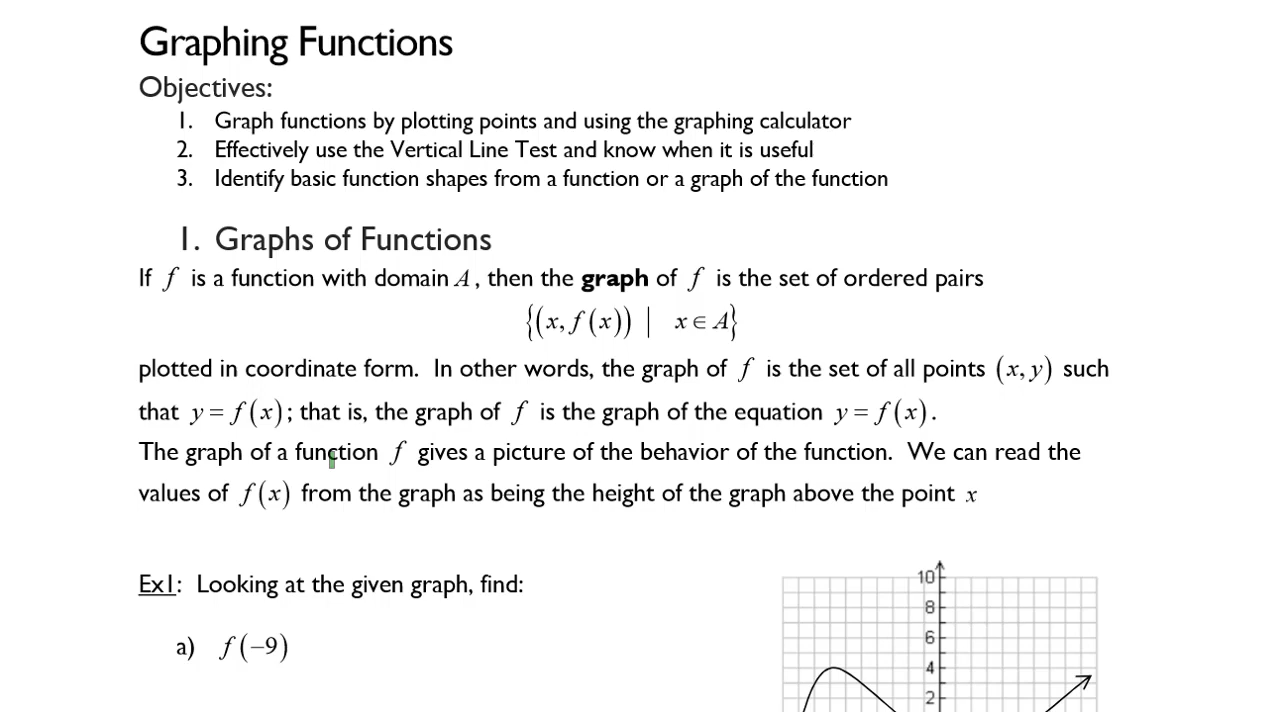 Graphing Functions
Objectives:
1. Graph functions by plotting points and using the graphing calculator
2. Effectively use the Vertical Line Test and know when it is useful
3. Identify basic function shapes from a function or a graph of the function
1. Graphs of Functions
If f is a function with domain A, then the graph of f is the set of ordered pairs
{(x, f(x)) | x ∈ A}
plotted in coordinate form. In other words, the graph of f is the set of all points (x, y) such
that y = f(x); that is, the graph of f is the graph of the equation y = f(x).
The graph of a function f gives a picture of the behavior of the function. We can read the
values of f(x) from the graph as being the height of the graph above the point x
Ex1: Looking at the given graph, find:
a) f(−9)
10
8
6
4
2